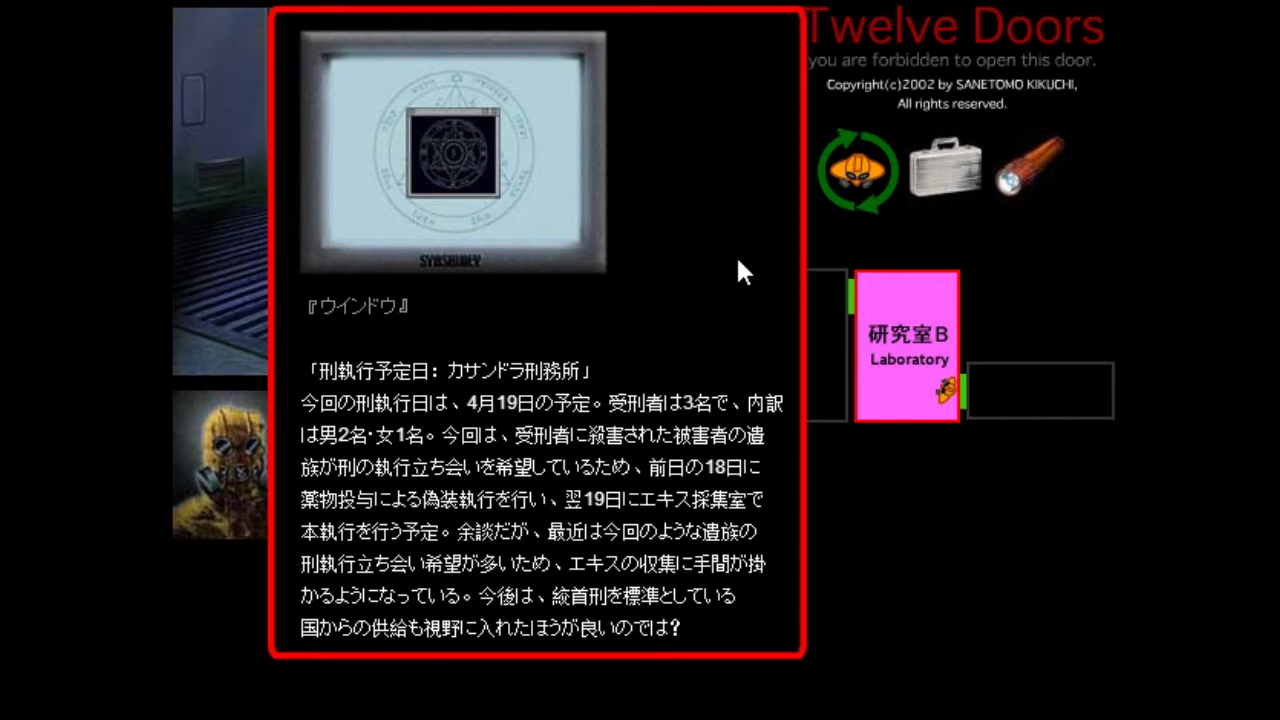 Twelve Doors
you are forbidden to open this door.
Copyright(c)2002 by SANETOMO KIKUCHI,
All rights reserved.
SYASHIDEY
『ウインドウ』
「刑執行予定日：カサンドラ刑務所」
今回の刑執行日は、4月19日の予定。受刑者は3名で、内訳
は男2名･女1名。今回は、受刑者に殺害された被害者の遺
族が刑の執行立ち会いを希望しているため、前日の18日に
薬物投与による偽装執行を行い、翌19日にエキス採集室で
本執行を行う予定。余談だが、最近は今回のような遺族の
刑執行立ち会い希望が多いため、エキスの収集に手間が掛
かるようになっている。今後は、絞首刑を標準としている
国からの供給も視野に入れたほうが良いのでは?
研究室B
Laboratory